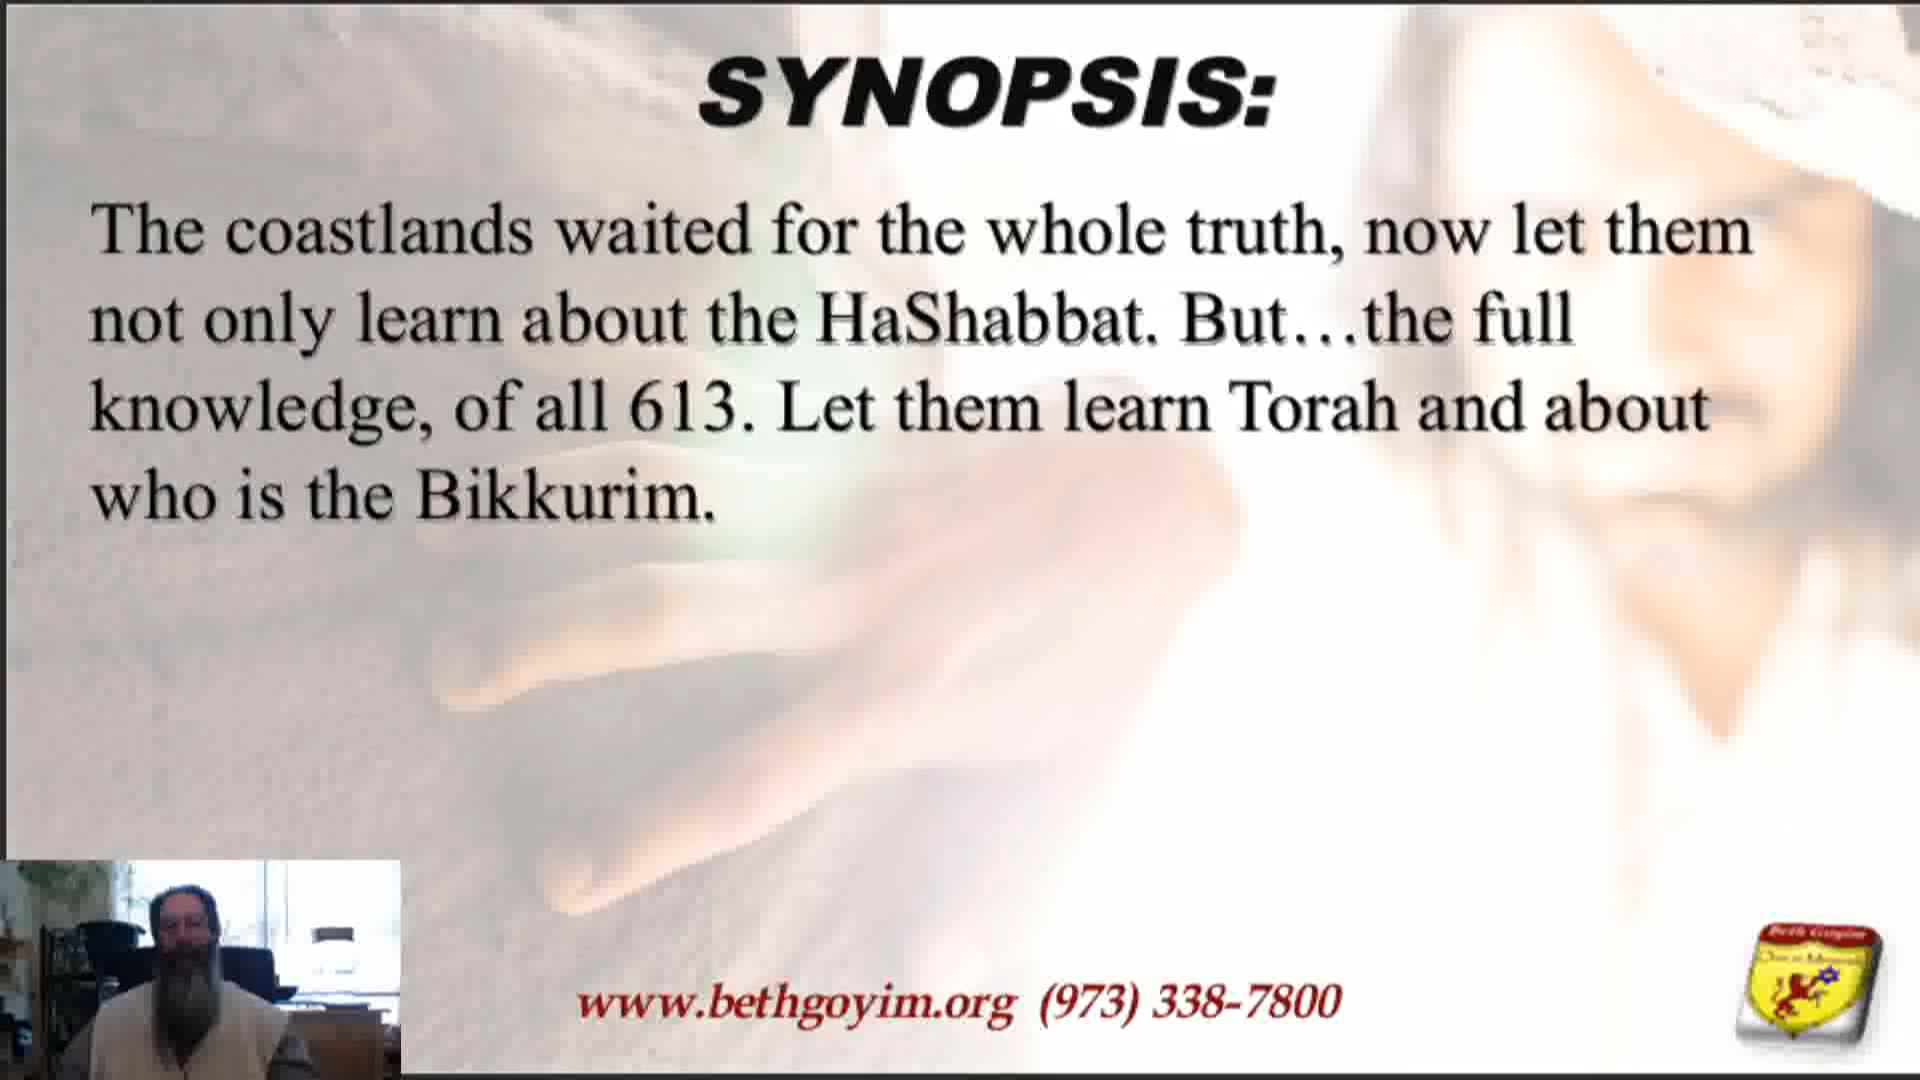 SYNOPSIS:
The coastlands waited for the whole truth, now let them
not only learn about the HaShabbat. But…the full
knowledge, of all 613. Let them learn Torah and about
who is the Bikkurim.
www.bethgoyim.org (973) 338-7800
Beth Goyim